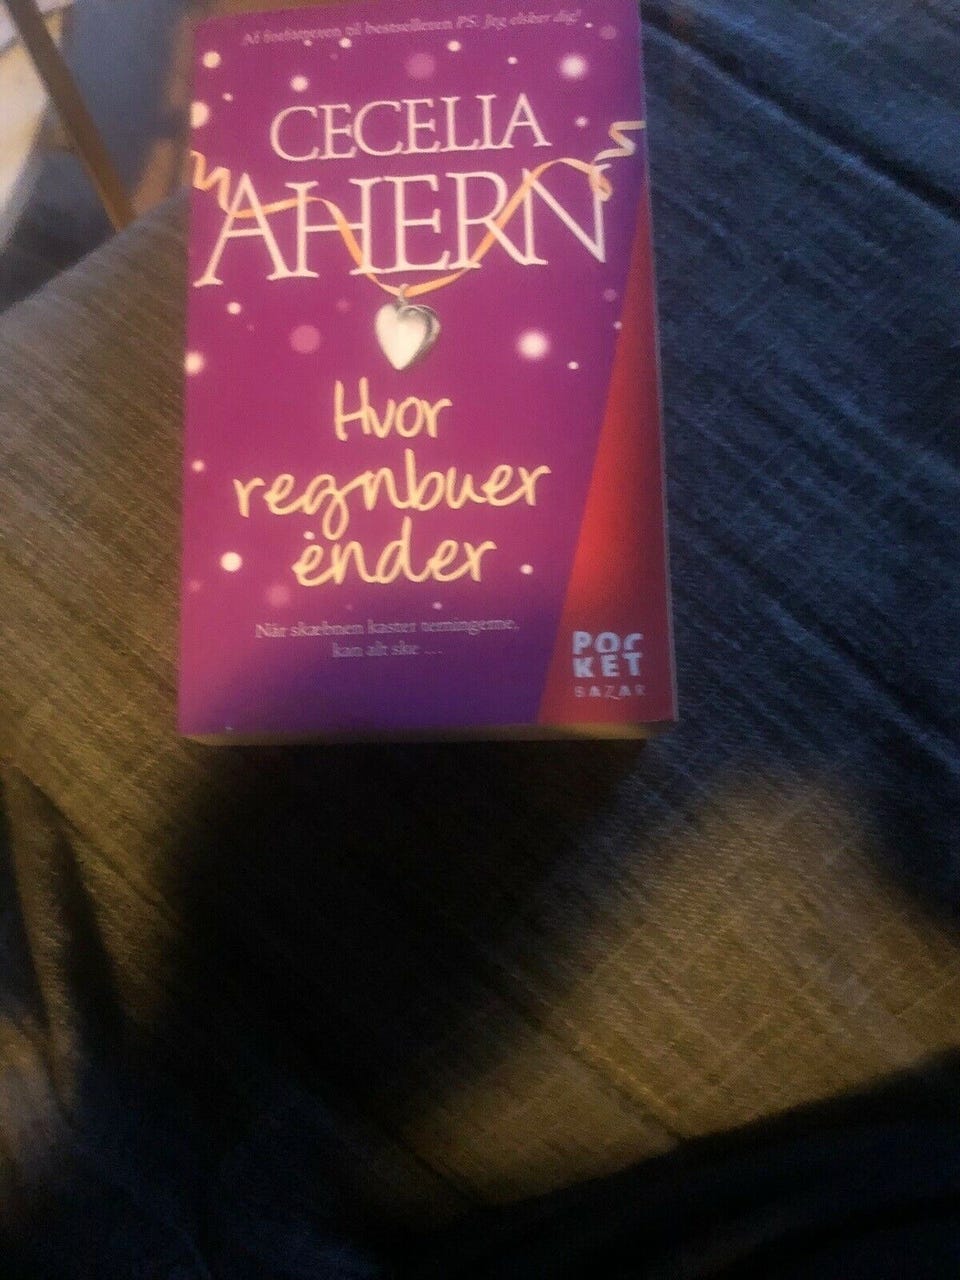 Af forfatteren til bestselleren PS. Jeg elsker dig!
CECELIA
AHERN
Hvor
regnbuer
ender
Når skæbnen kaster terningerne,
kan alt ske ...
POC
KET
BAZAR